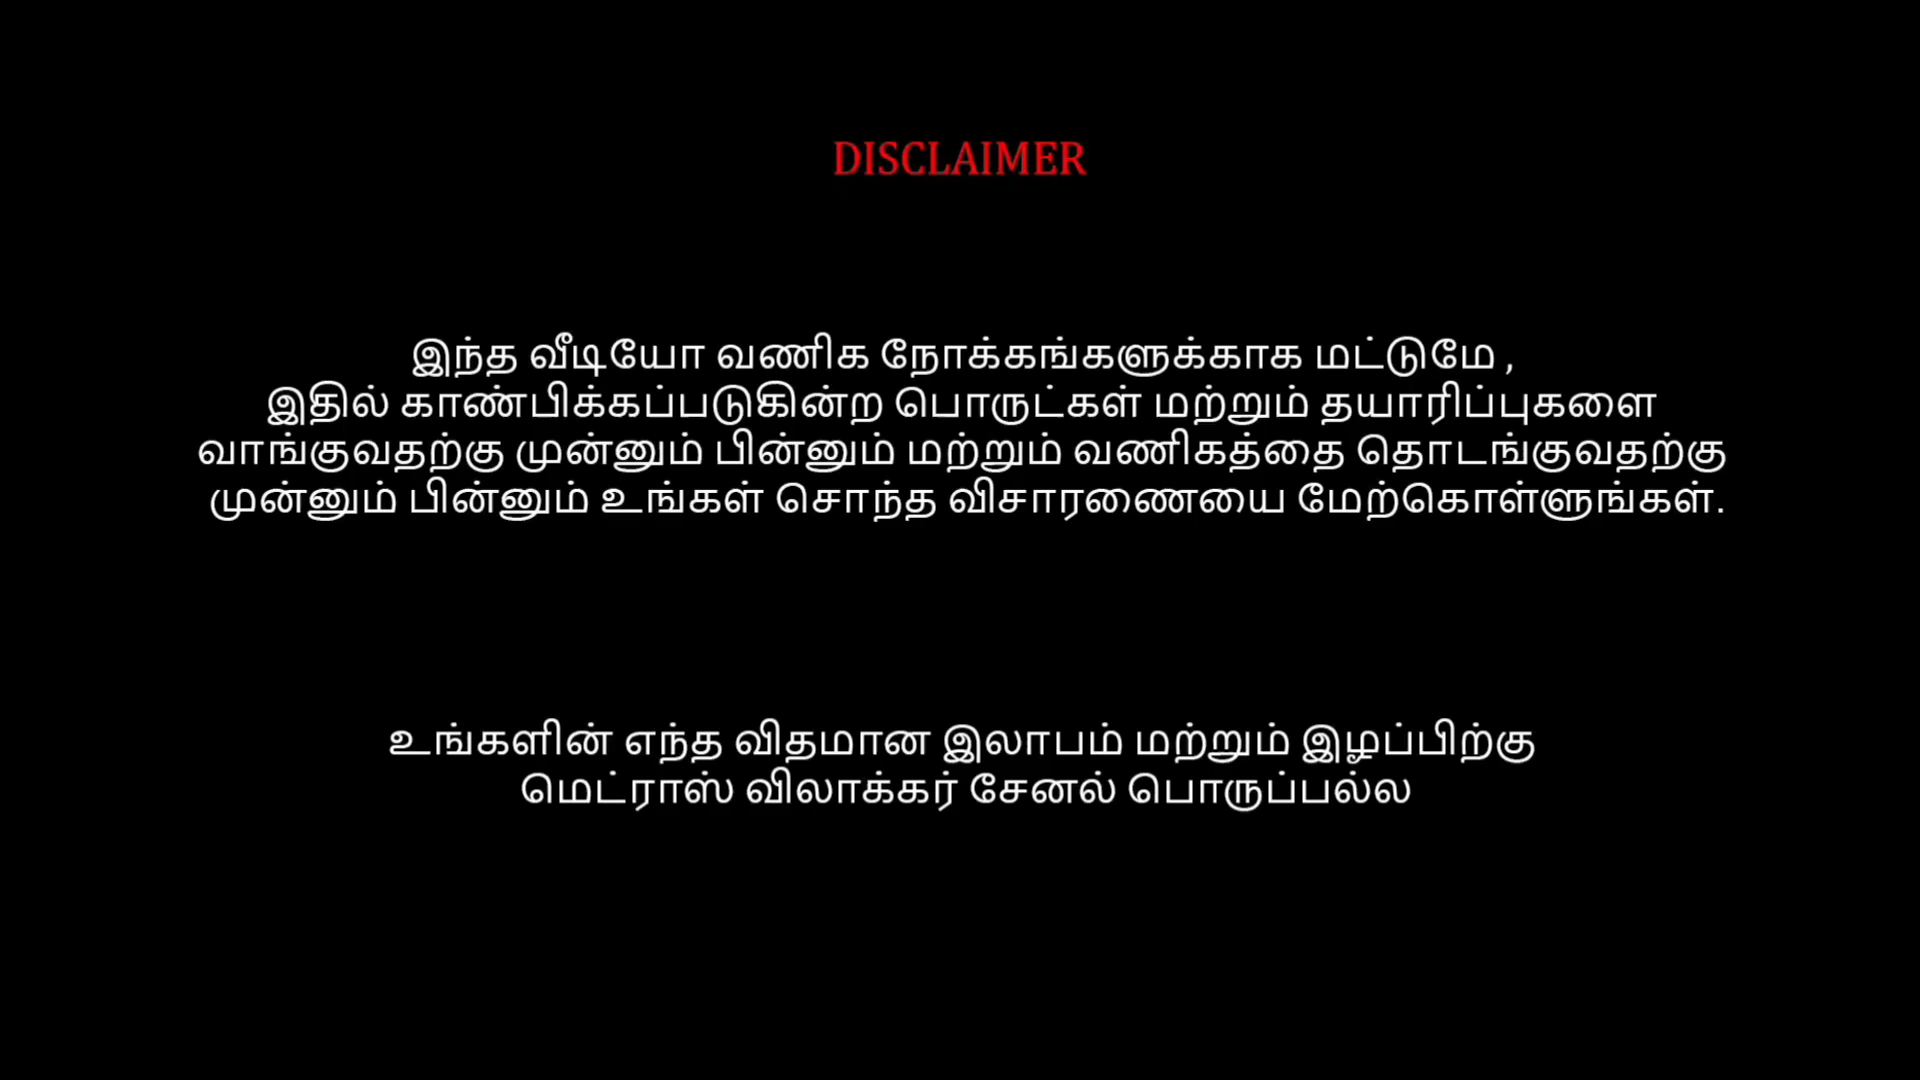 DISCLAIMER
இந்த வீடியோ வணிக நோக்கங்களுக்காக மட்டுமே ,
இதில் காண்பிக்கப்படுகின்ற பொருட்கள் மற்றும் தயாரிப்புகளை
வாங்குவதற்கு முன்னும் பின்னும் மற்றும் வணிகத்தை தொடங்குவதற்கு
முன்னும் பின்னும் உங்கள் சொந்த விசாரணையை மேற்கொள்ளுங்கள்.
உங்களின் எந்த விதமான இலாபம் மற்றும் இழப்பிற்கு
மெட்ராஸ் விலாக்கர் சேனல் பொருப்பல்ல